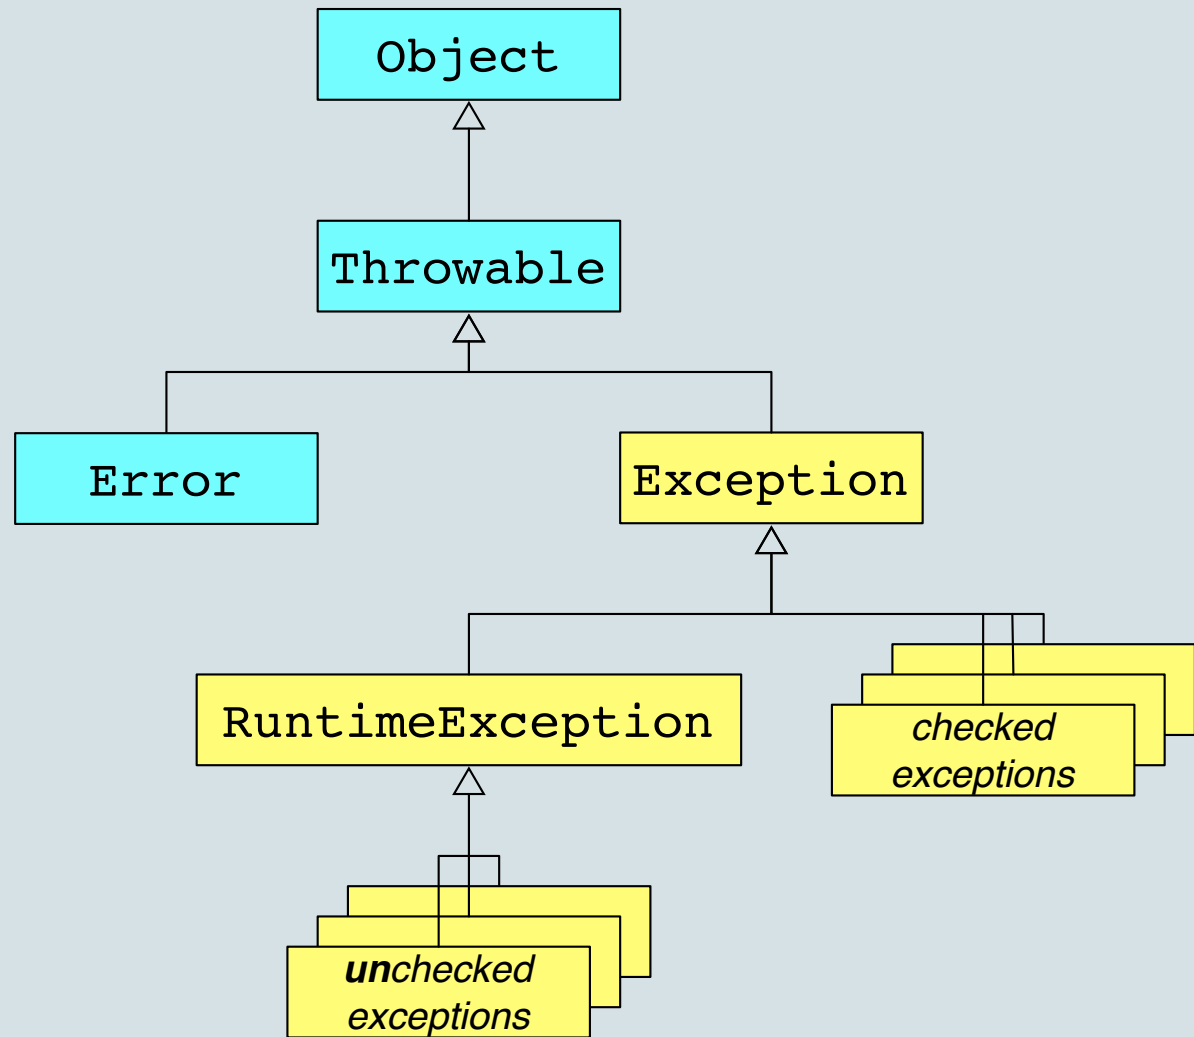 Object
Throwable
Error
Exception
RuntimeException
checked
exceptions
unchecked
exceptions